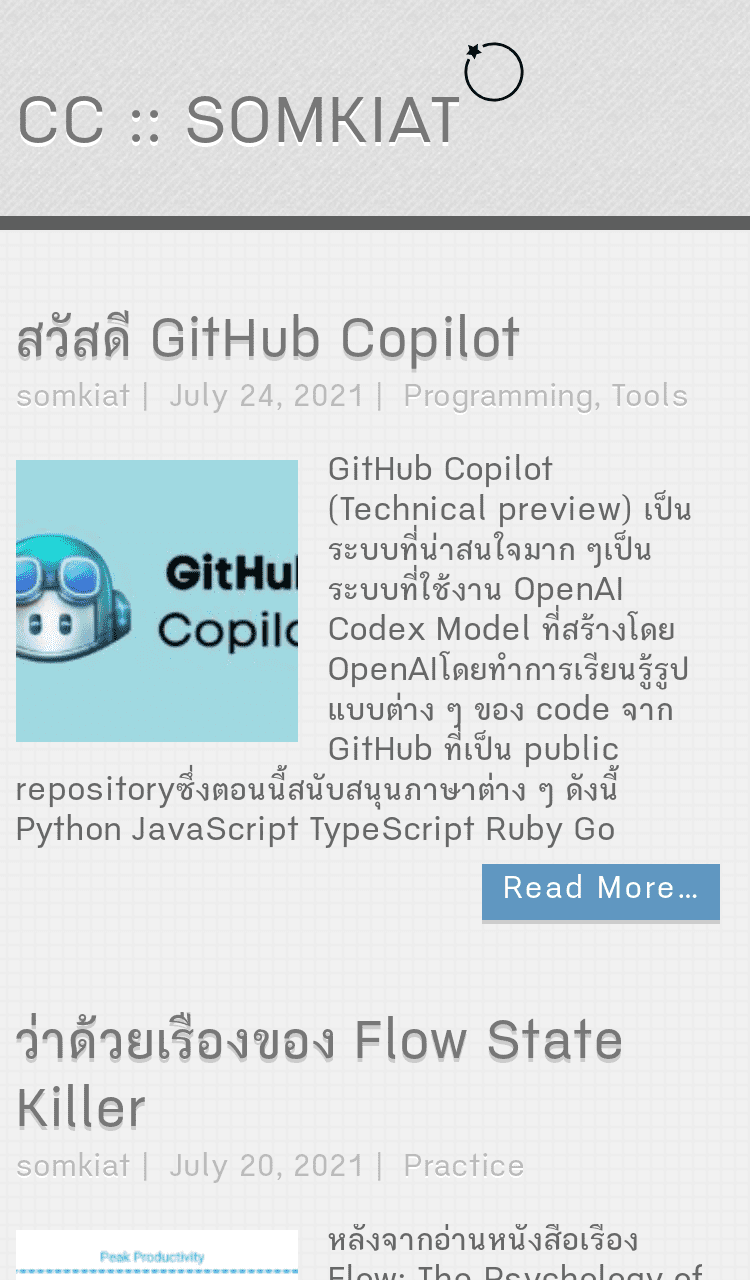 CC :: SOMKIAT
สวัสดี GitHub Copilot
somkiat | July 24, 2021 | Programming, Tools
GitHub Copilot
(Technical preview) เป็น
ระบบที่น่าสนใจมาก ๆเป็น
ระบบที่ใช้งาน OpenAI
Codex Model ที่สร้างโดย
OpenAIโดยทำการเรียนรู้รูป
แบบต่าง ๆ ของ code จาก
GitHub ที่เป็น public
repositoryซึ่งตอนนี้สนับสนุนภาษาต่าง ๆ ดังนี้
Python JavaScript TypeScript Ruby Go
GitHu
Copilo
Read More…
ว่าด้วยเรื่องของ Flow State
Killer
somkiat | July 20, 2021 | Practice
Peak Productivity
หลังจากอ่านหนังสือเรื่อง
Flow: The Psychology of